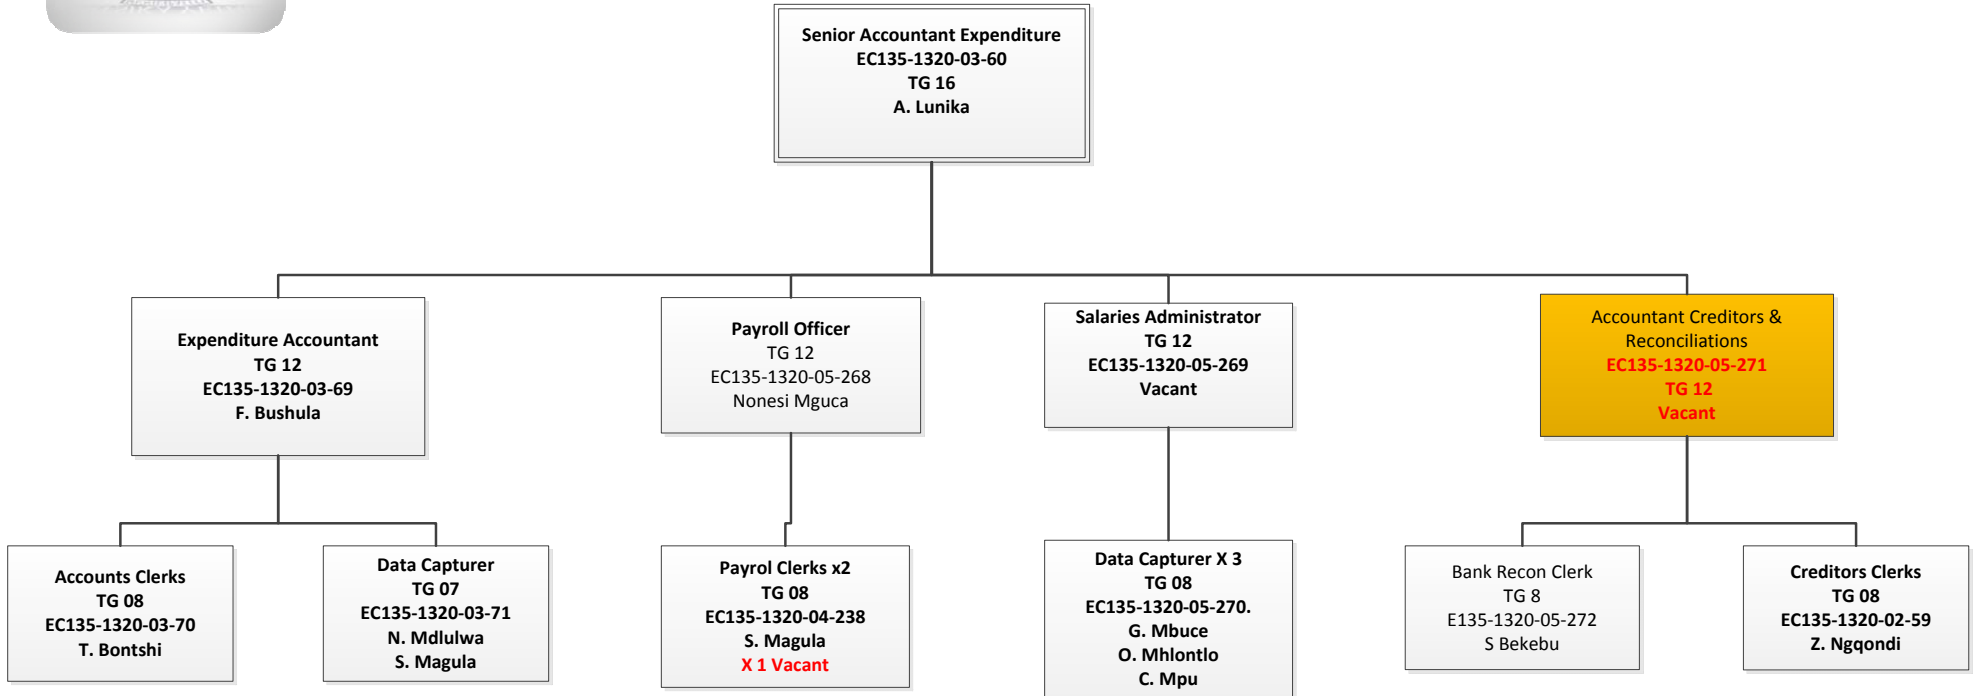 Senior Accountant Expenditure
EC135-1320-03-60
TG 16
A. Lunika
Expenditure Accountant
TG 12
EC135-1320-03-69
F. Bushula
Payroll Officer
TG 12
EC135-1320-05-268
Nonesi Mguca
Salaries Administrator
TG 12
EC135-1320-05-269
Vacant
Accountant Creditors &
Reconciliations
EC135-1320-05-271
TG 12
Vacant
Accounts Clerks
TG 08
EC135-1320-03-70
T. Bontshi
Data Capturer
TG 07
EC135-1320-03-71
N. Mdlulwa
S. Magula
Payrol Clerks x2
TG 08
EC135-1320-04-238
S. Magula
X 1 Vacant
Data Capturer X 3
TG 08
EC135-1320-05-270.
G. Mbuce
O. Mhlontlo
C. Mpu
Bank Recon Clerk
TG 8
E135-1320-05-272
S Bekebu
Creditors Clerks
TG 08
EC135-1320-02-59
Z. Ngqondi